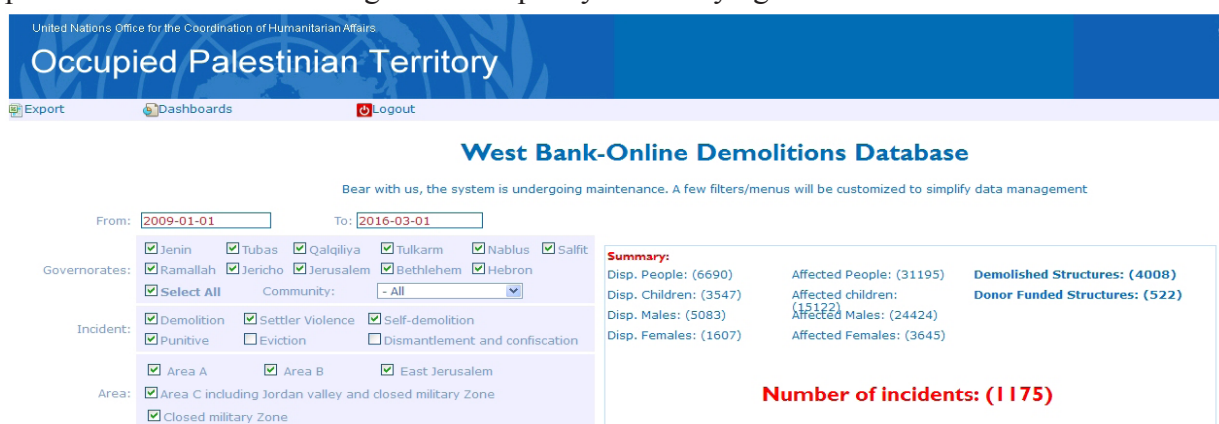 United Nations Office for the Coordination of Humanitarian Affairs
Occupied Palestinian Territory
Export Dashboards Logout
West Bank-Online Demolitions Database
Bear with us, the system is undergoing maintenance. A few filters/menus will be customized to simplify data management
From: 2009-01-01 To: 2016-03-01
Governorates:
Jenin Tubas Qalqiliya Tulkarm Nablus Salfit
Ramallah Jericho Jerusalem Bethlehem Hebron
Select All Community: - All
Incident:
Demolition Settler Violence Self-demolition
Punitive Eviction Dismantlement and confiscation
Area:
Area A Area B East Jerusalem
Area C including Jordan valley and closed military Zone
Closed military Zone
Summary:
Disp. People: (6690) Affected People: (31195) Demolished Structures: (4008)
Disp. Children: (3547) Affected children: (15122) Donor Funded Structures: (522)
Disp. Males: (5083) Affected Males: (24424)
Disp. Females: (1607) Affected Females: (3645)
Number of incidents: (1175)